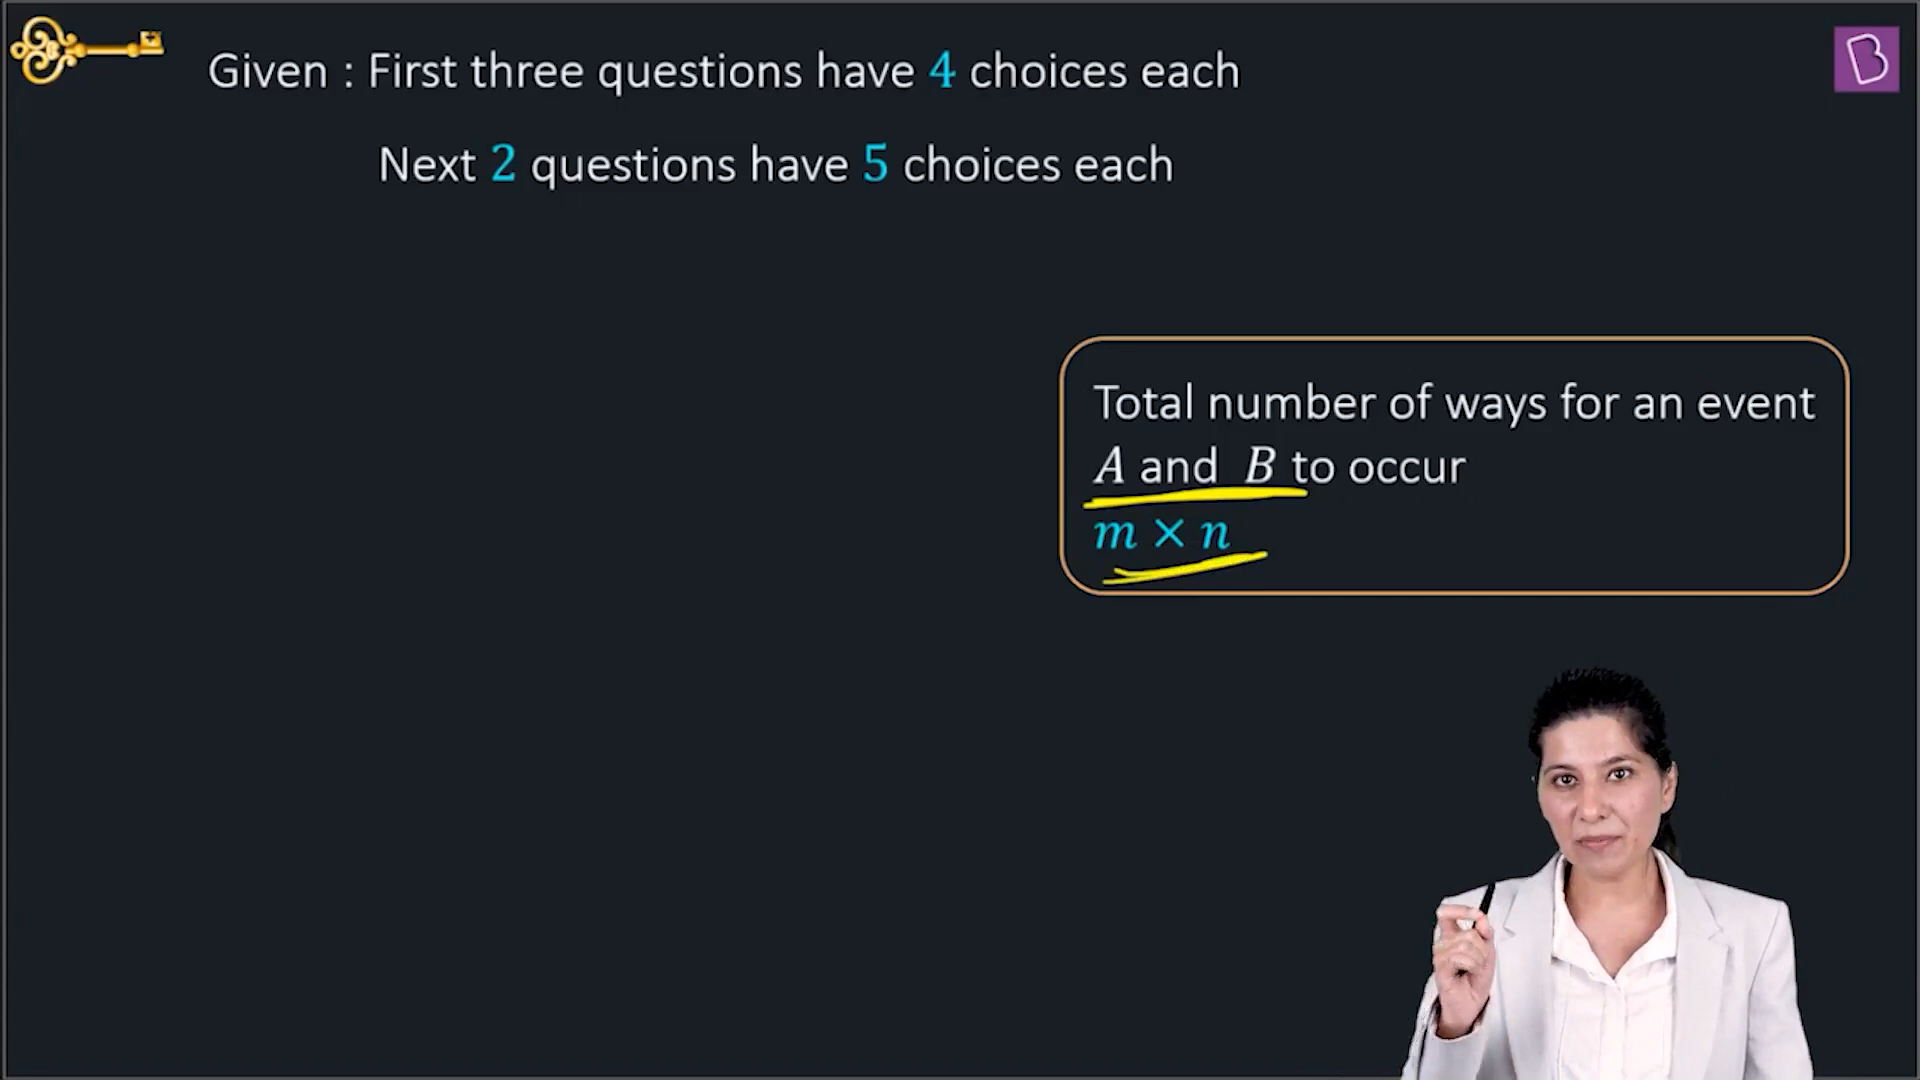 Given : First three questions have 4 choices each
Next 2 questions have 5 choices each
Total number of ways for an event
A and B to occur
m × n
B